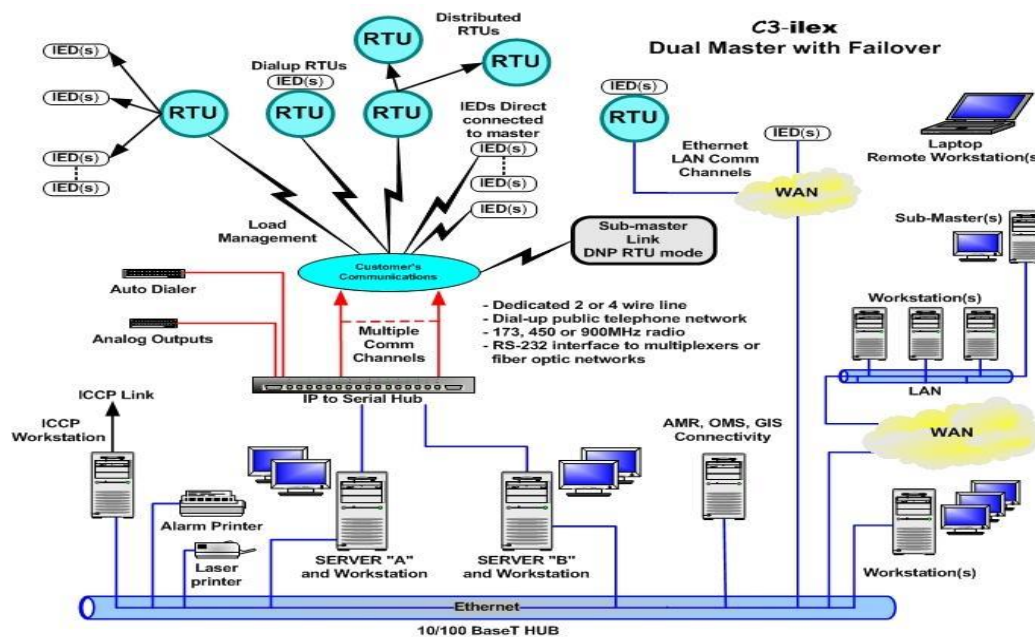 C3-ilex
Dual Master with Failover
Distributed
RTUs
RTU
RTU
Dialup RTUs
IED(s)
RTU
RTU
RTU
IED(s)
IED(s)
IED(s)
IED(s)
IEDs Direct
connected
to master
IED(s)
IED(s)
IED(s)
IED(s)
RTU
IED(s)
Ethernet
LAN Comm
Channels
WAN
Laptop
Remote Workstation(s)
Load
Management
Customer's
Communications
Sub-master
Link
DNP RTU mode
Sub-Master(s)
Auto Dialer
Analog Outputs
Multiple
Comm
Channels
- Dedicated 2 or 4 wire line
- Dial-up public telephone network
- 173, 450 or 900MHz radio
- RS-232 interface to multiplexers or
fiber optic networks
Workstation(s)
LAN
IP to Serial Hub
ICCP Link
ICCP
Workstation
AMR, OMS, GIS
Connectivity
WAN
Alarm Printer
Laser
printer
SERVER "A"
and Workstation
SERVER "B"
and Workstation
Workstation(s)
Ethernet
10/100 BaseT HUB